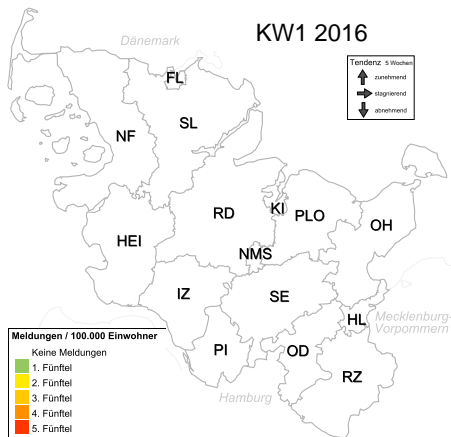 KW1 2016
Dänemark
Tendenz 5 Wochen
zunehmend
stagnierend
abnehmend
FL
SL
NF
KI
RD
PLO
OH
HEI
NMS
IZ
SE
HL
Mecklenburg-
Vorpommern
PI
OD
RZ
Hamburg
Meldungen / 100.000 Einwohner
Keine Meldungen
1. Fünftel
2. Fünftel
3. Fünftel
4. Fünftel
5. Fünftel